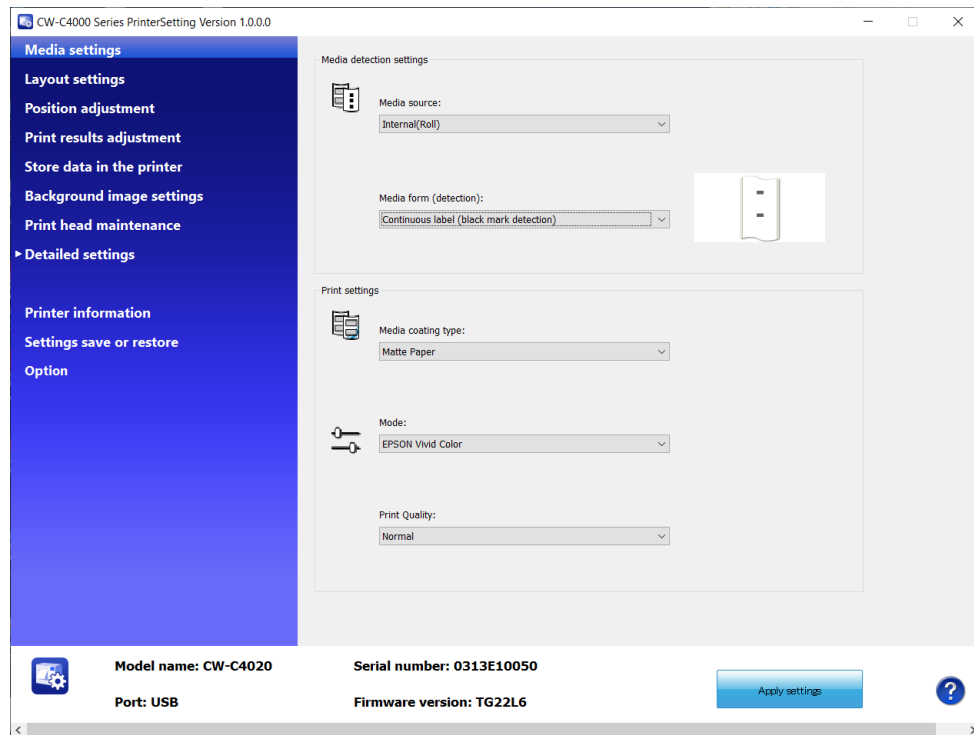 CW-C4000 Series PrinterSetting Version 1.0.0.0
Media settings
Layout settings
Position adjustment
Print results adjustment
Store data in the printer
Background image settings
Print head maintenance
Detailed settings
Printer information
Settings save or restore
Option
Media detection settings
Media source:
Internal(Roll)
Media form (detection):
Continuous label (black mark detection)
Print settings
Media coating type:
Matte Paper
Mode:
EPSON Vivid Color
Print Quality:
Normal
Model name: CW-C4020
Serial number: 0313E10050
Port: USB
Firmware version: TG22L6
Apply settings
?